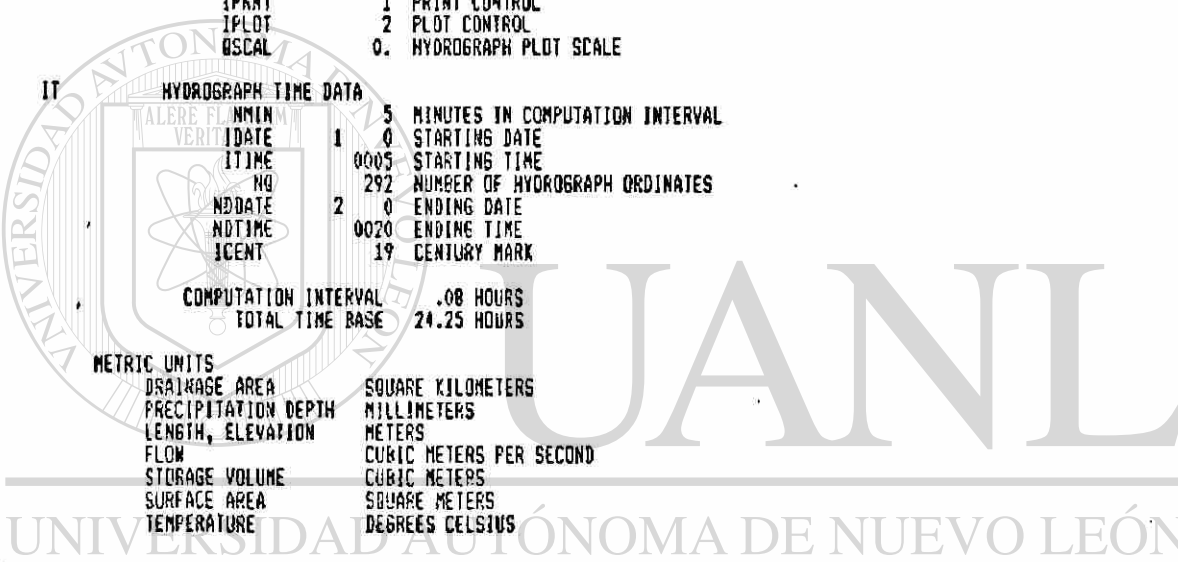 IPRNT 1 PRINT CONTROL
IPLOT 2 PLOT CONTROL
QSCAL 0. HYDROGRAPH PLOT SCALE
IT HYDROGRAPH TIME DATA
NMIN 5 MINUTES IN COMPUTATION INTERVAL
IDATE 1 0 STARTING DATE
ITIME 0005 STARTING TIME
NQ 292 NUMBER OF HYDROGRAPH ORDINATES
NDDATE 2 0 ENDING DATE
NDTIME 0020 ENDING TIME
ICENT 19 CENTURY MARK
COMPUTATION INTERVAL .08 HOURS
TOTAL TIME BASE 24.25 HOURS
METRIC UNITS
DRAINAGE AREA SQUARE KILOMETERS
PRECIPITATION DEPTH MILLIMETERS
LENGTH, ELEVATION METERS
FLOW CUBIC METERS PER SECOND
STORAGE VOLUME CUBIC METERS
SURFACE AREA SQUARE METERS
TEMPERATURE DEGREES CELSIUS
ALERE FLAMMAM
VERITATIS
UANL
UNIVERSIDAD AUTÓNOMA DE NUEVO LEÓN